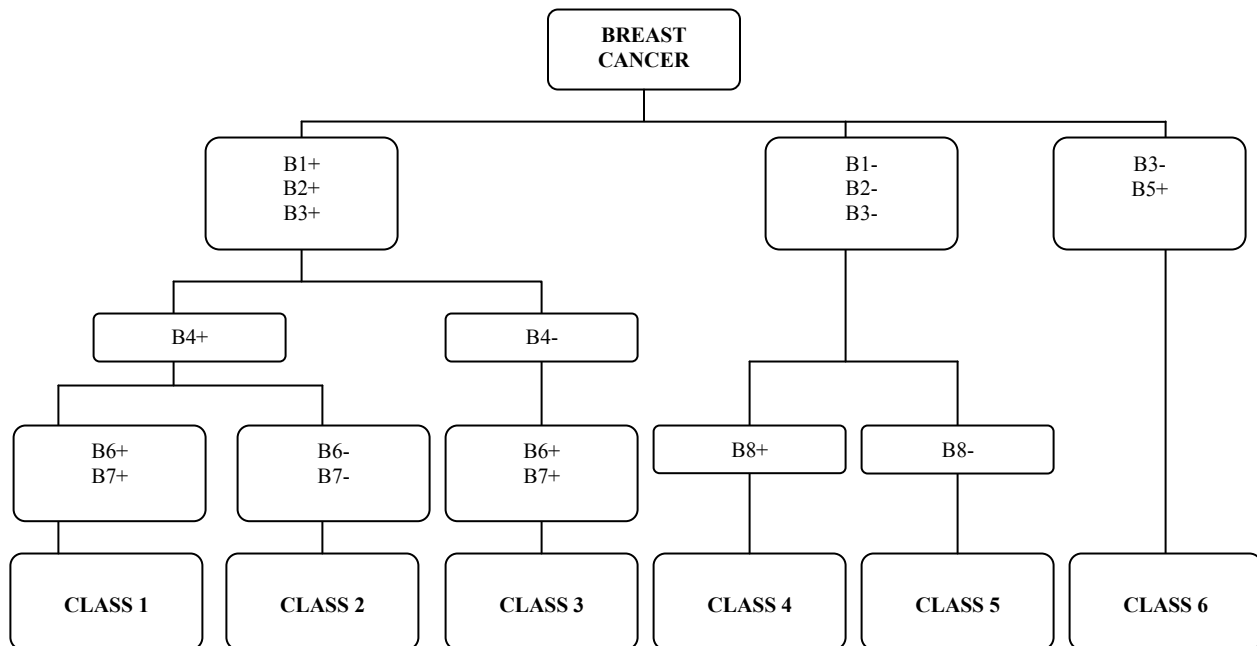 BREAST
CANCER
B1+
B2+
B3+
B1-
B2-
B3-
B3-
B5+
B4+
B4-
B6+
B7+
B6-
B7-
B6+
B7+
B8+
B8-
CLASS 1
CLASS 2
CLASS 3
CLASS 4
CLASS 5
CLASS 6